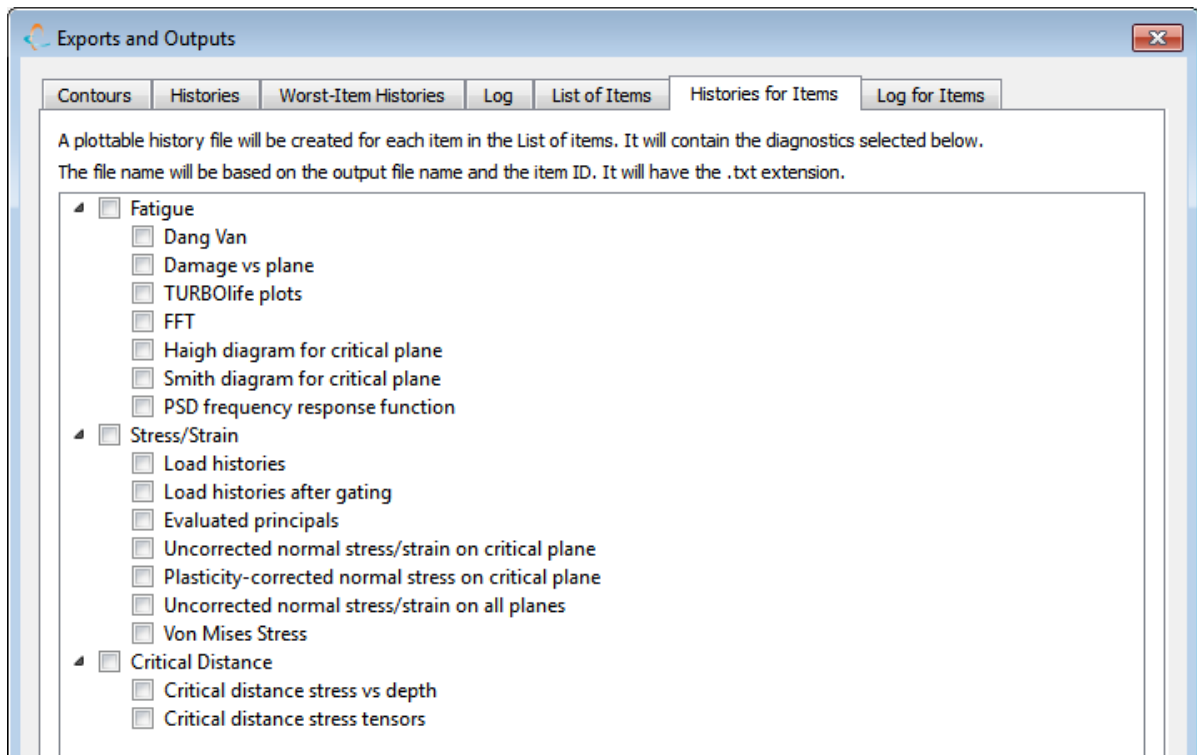 Exports and Outputs
Contours Histories Worst-Item Histories Log List of Items Histories for Items Log for Items
A plottable history file will be created for each item in the List of items. It will contain the diagnostics selected below.
The file name will be based on the output file name and the item ID. It will have the .txt extension.
Fatigue
Dang Van
Damage vs plane
TURBOlife plots
FFT
Haigh diagram for critical plane
Smith diagram for critical plane
PSD frequency response function
Stress/Strain
Load histories
Load histories after gating
Evaluated principals
Uncorrected normal stress/strain on critical plane
Plasticity-corrected normal stress on critical plane
Uncorrected normal stress/strain on all planes
Von Mises Stress
Critical Distance
Critical distance stress vs depth
Critical distance stress tensors